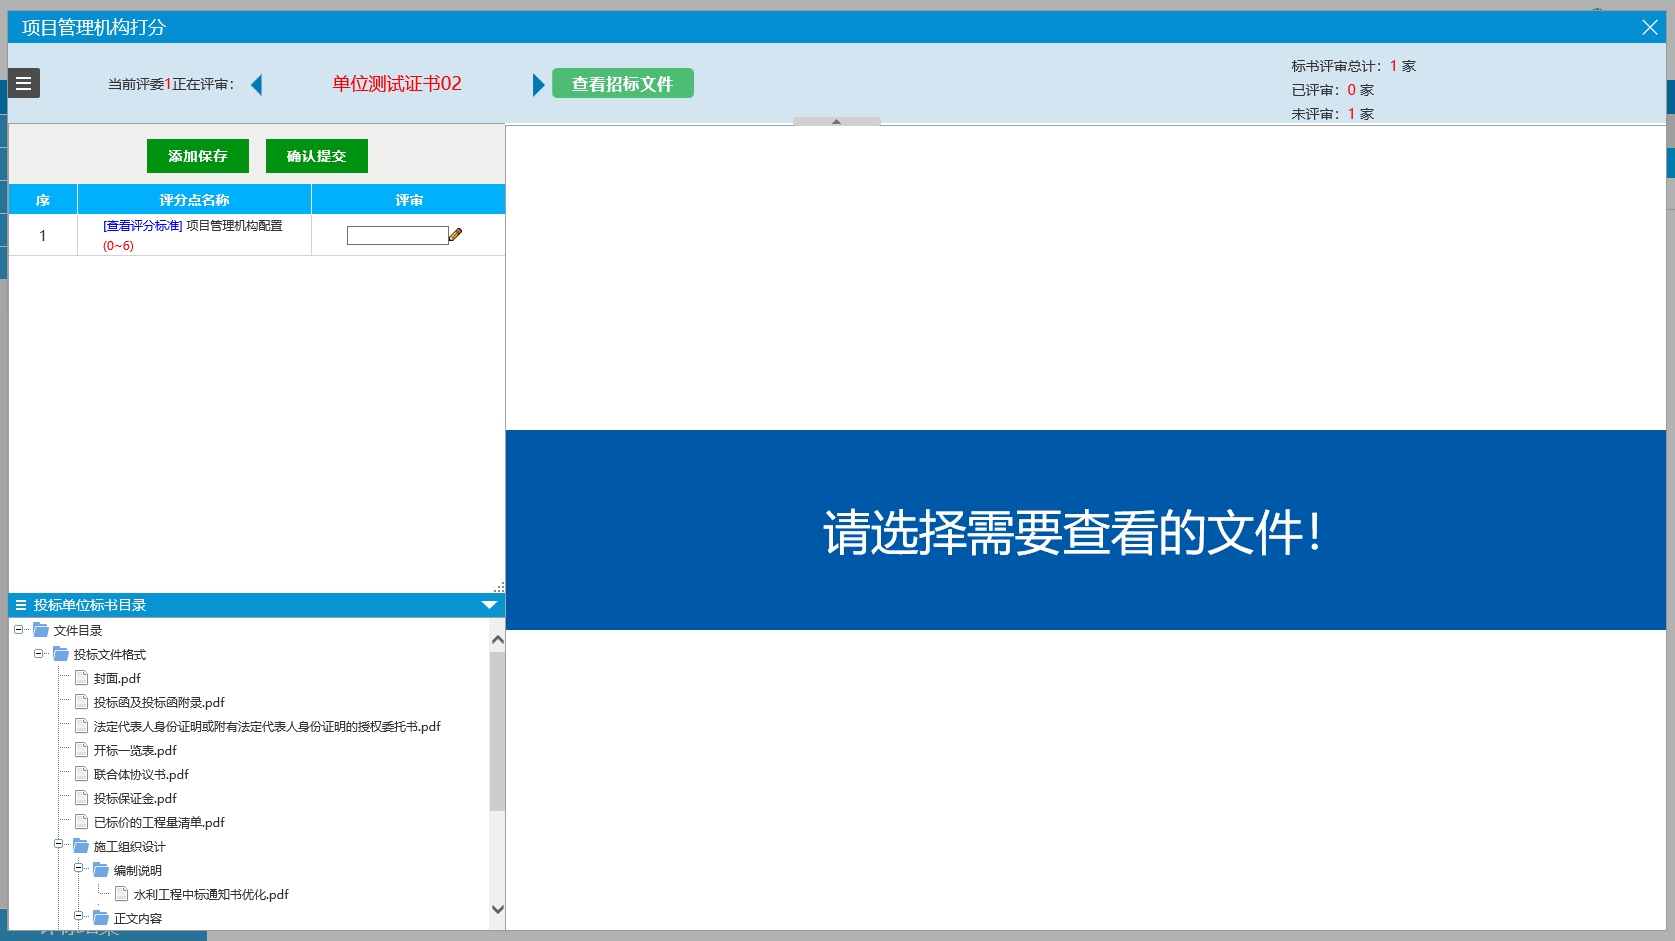 项目管理机构打分
当前评委1正在评审：
单位测试证书02
查看招标文件
标书评审总计：1 家
已评审：0 家
未评审：1 家
添加保存
确认提交
序
评分点名称
评审
1
[查看评分标准] 项目管理机构配置
(0~6)
请选择需要查看的文件！
投标单位标书目录
文件目录
投标文件格式
封面.pdf
投标函及投标函附录.pdf
法定代表人身份证明或附有法定代表人身份证明的授权委托书.pdf
开标一览表.pdf
联合体协议书.pdf
投标保证金.pdf
已标价的工程量清单.pdf
施工组织设计
编制说明
水利工程中标通知书优化.pdf
正文内容